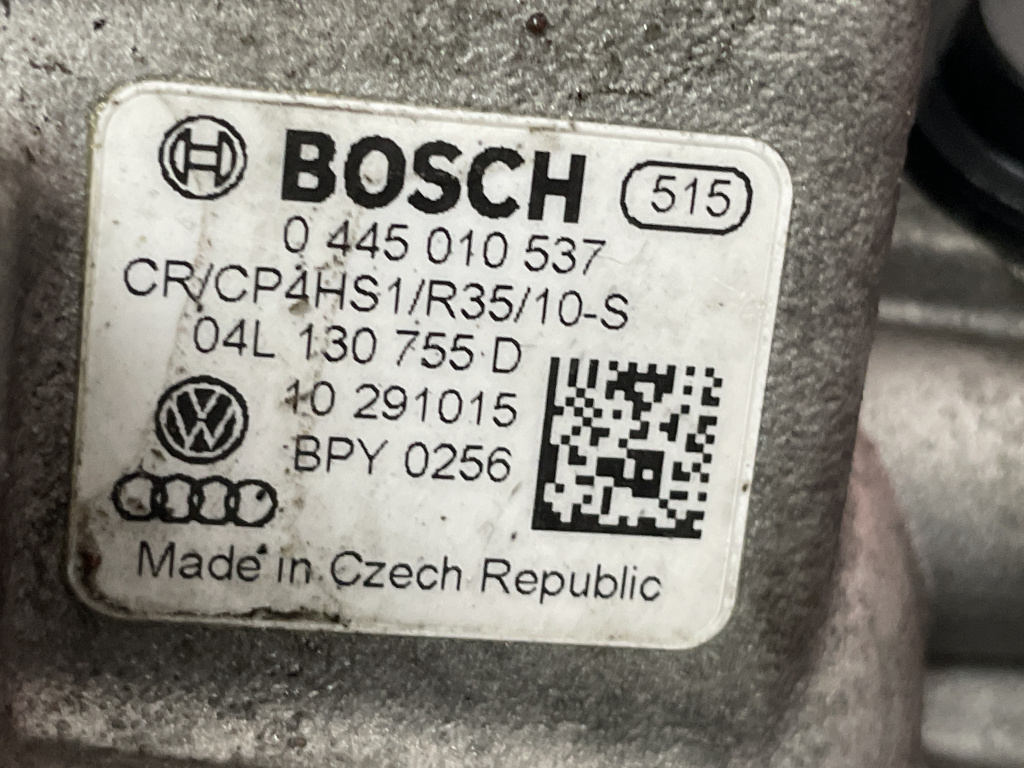 BOSCH 515
0 445 010 537
CR/CP4HS1/R35/10-S
04L 130 755 D
10 291015
BPY 0256
Made in Czech Republic